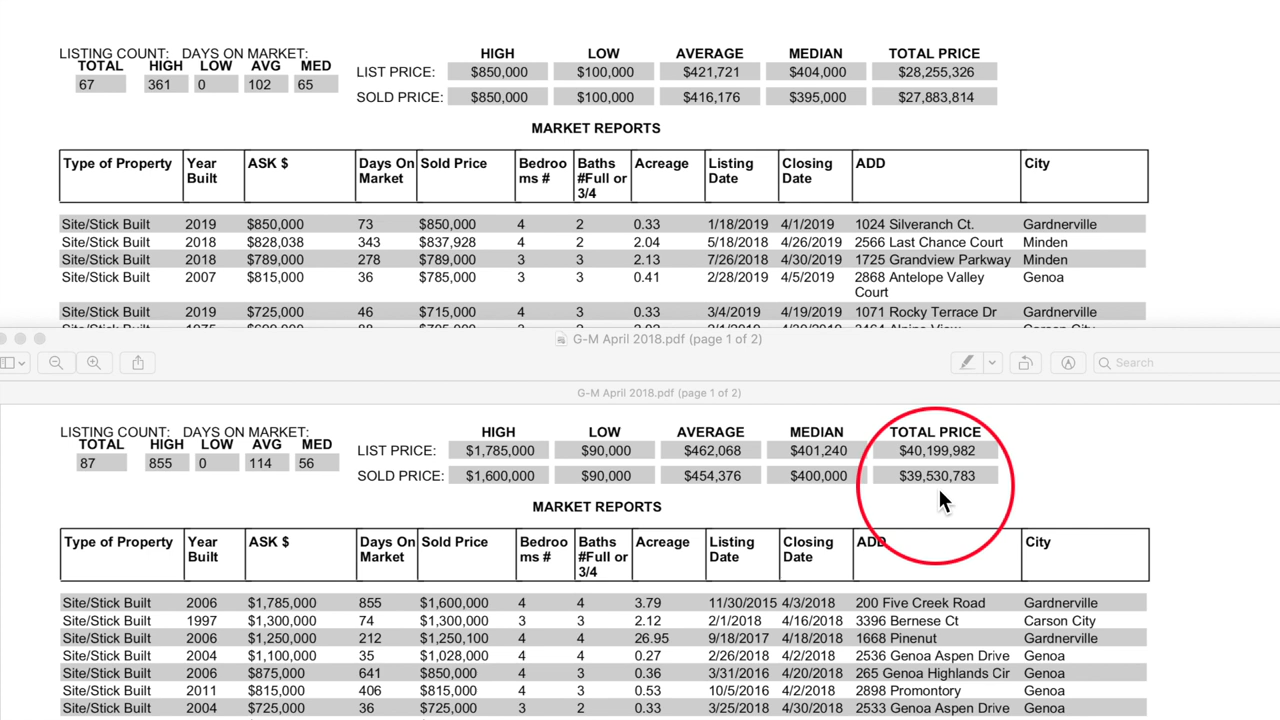 LISTING COUNT: DAYS ON MARKET: HIGH LOW AVERAGE MEDIAN TOTAL PRICE
TOTAL HIGH LOW AVG MED
LIST PRICE: $850,000 $100,000 $421,721 $404,000 $28,255,326
67 361 0 102 65
SOLD PRICE: $850,000 $100,000 $416,176 $395,000 $27,883,814
MARKET REPORTS
Type of Property Year Built ASK $ Days On Market Sold Price Bedroo ms # Baths #Full or 3/4 Acreage Listing Date Closing Date ADD City
Site/Stick Built 2019 $850,000 73 $850,000 4 2 0.33 1/18/2019 4/1/2019 1024 Silveranch Ct. Gardnerville
Site/Stick Built 2018 $828,038 343 $837,928 4 2 2.04 5/18/2018 4/26/2019 2566 Last Chance Court Minden
Site/Stick Built 2018 $789,000 278 $789,000 3 3 2.13 7/26/2018 4/30/2019 1725 Grandview Parkway Minden
Site/Stick Built 2007 $815,000 36 $785,000 3 3 0.41 2/28/2019 4/5/2019 2868 Antelope Valley Genoa
Court
Site/Stick Built 2019 $725,000 46 $715,000 4 3 0.33 3/4/2019 4/19/2019 1071 Rocky Terrace Dr Gardnerville
G-M April 2018.pdf (page 1 of 2)
Search
G-M April 2018.pdf (page 1 of 2)
LISTING COUNT: DAYS ON MARKET: HIGH LOW AVERAGE MEDIAN TOTAL PRICE
TOTAL HIGH LOW AVG MED
LIST PRICE: $1,785,000 $90,000 $462,068 $401,240 $40,199,982
87 855 0 114 56
SOLD PRICE: $1,600,000 $90,000 $454,376 $400,000 $39,530,783
MARKET REPORTS
Type of Property Year Built ASK $ Days On Market Sold Price Bedroo ms # Baths #Full or 3/4 Acreage Listing Date Closing Date ADD City
Site/Stick Built 2006 $1,785,000 855 $1,600,000 4 4 3.79 11/30/2015 4/3/2018 200 Five Creek Road Gardnerville
Site/Stick Built 1997 $1,300,000 74 $1,300,000 3 3 2.12 2/1/2018 4/16/2018 3396 Bernese Ct Carson City
Site/Stick Built 2006 $1,250,000 212 $1,250,100 4 4 26.95 9/18/2017 4/18/2018 1668 Pinenut Gardnerville
Site/Stick Built 2004 $1,100,000 35 $1,028,000 4 4 0.27 2/26/2018 4/2/2018 2536 Genoa Aspen Drive Genoa
Site/Stick Built 2006 $875,000 641 $850,000 4 3 0.36 3/31/2016 4/20/2018 265 Genoa Highlands Cir Genoa
Site/Stick Built 2011 $815,000 406 $815,000 4 3 0.53 10/5/2016 4/2/2018 2898 Promontory Genoa
Site/Stick Built 2004 $725,000 36 $725,000 3 2 0.33 3/25/2018 4/30/2018 2533 Genoa Aspen Drive Genoa